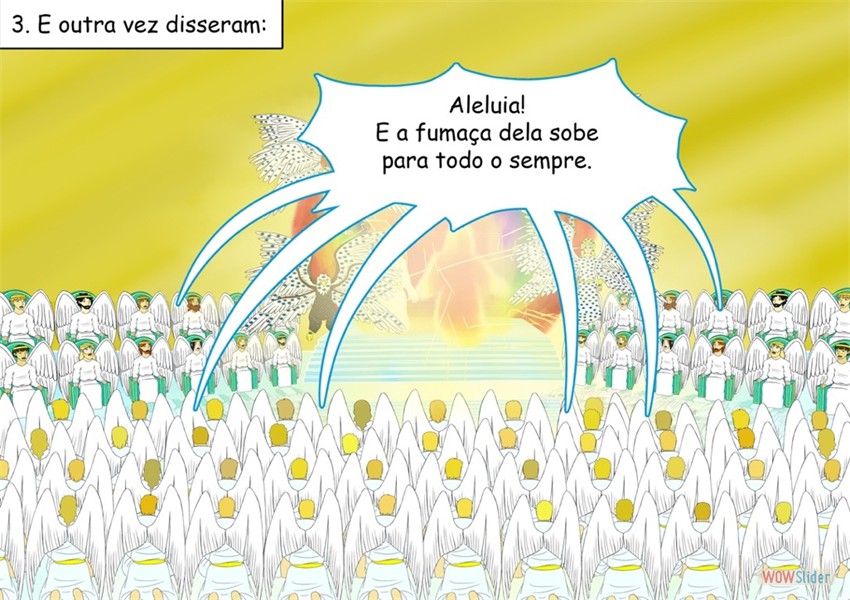 3. E outra vez disseram:
Aleluia!
E a fumaça dela sobe
para todo o sempre.
WOWSlider